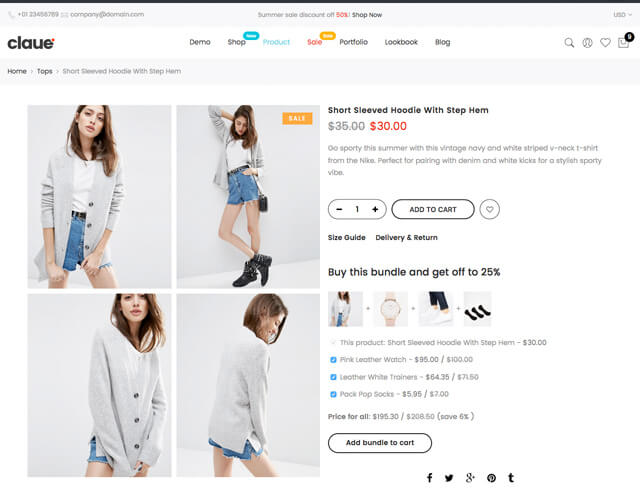 +01 23456789 company@domain.com
Summer sale discount off 50%! Shop Now
USD
claue
Demo
Shop
New
Product
Sale
New
Portfolio
Lookbook
Blog
9
Home > Tops > Short Sleeved Hoodie With Step Hem
SALE
Short Sleeved Hoodie With Step Hem
$35.00 $30.00
Go sporty this summer with this vintage navy and white striped v-neck t-shirt
from the Nike. Perfect for pairing with denim and white kicks for a stylish sporty
vibe.
- 1 +
ADD TO CART
Size Guide Delivery & Return
Buy this bundle and get off to 25%
+ + +
This product: Short Sleeved Hoodie With Step Hem - $30.00
Pink Leather Watch - $95.00 / $100.00
Leather White Trainers - $64.35 / $71.50
Pack Pop Socks - $5.95 / $7.00
Price for all: $195.30 / $208.50 (save 6% )
Add bundle to cart